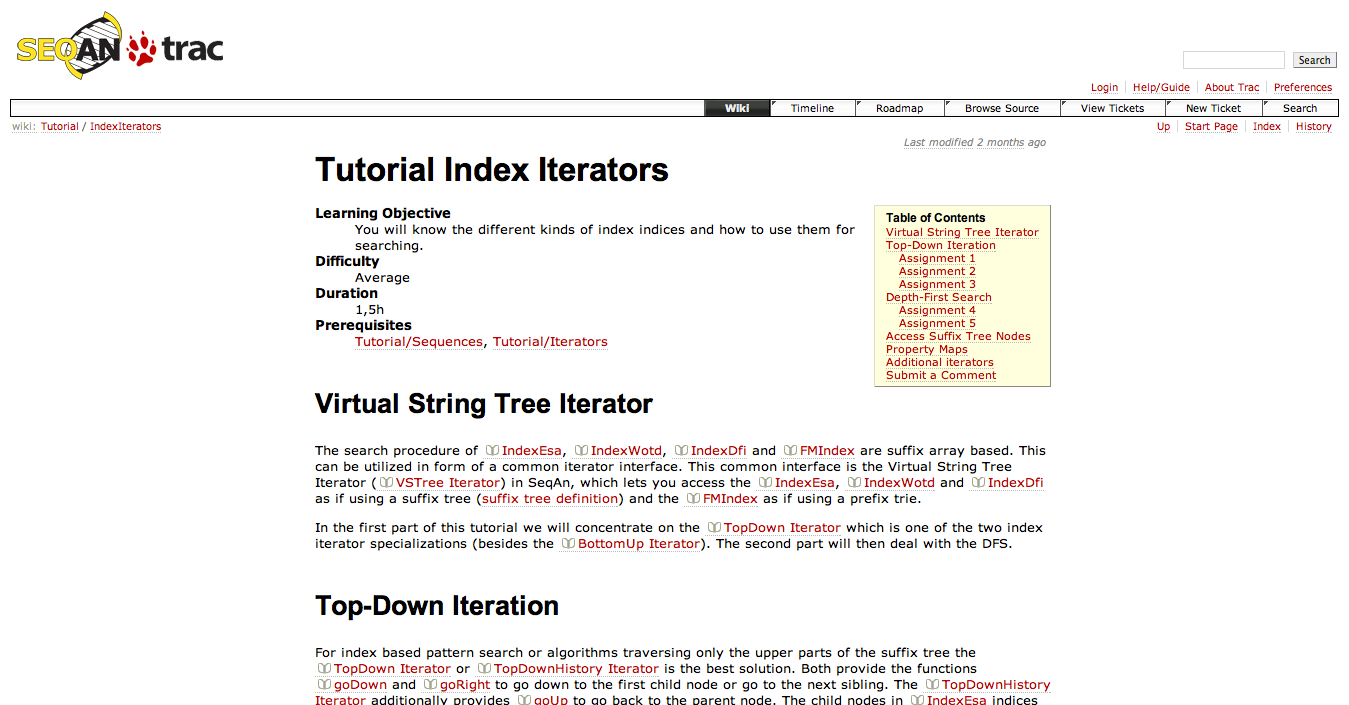 SEQAN trac
Search
Login Help/Guide About Trac Preferences
Wiki Timeline Roadmap Browse Source View Tickets New Ticket Search
wiki: Tutorial / IndexIterators
Up Start Page Index History
Last modified 2 months ago
Tutorial Index Iterators
Learning Objective
You will know the different kinds of index indices and how to use them for
searching.
Difficulty
Average
Duration
1,5h
Prerequisites
Tutorial/Sequences, Tutorial/Iterators
Table of Contents
Virtual String Tree Iterator
Top-Down Iteration
Assignment 1
Assignment 2
Assignment 3
Depth-First Search
Assignment 4
Assignment 5
Access Suffix Tree Nodes
Property Maps
Additional iterators
Submit a Comment
Virtual String Tree Iterator
The search procedure of IndexEsa, IndexWotd, IndexDfi and FMIndex are suffix array based. This
can be utilized in form of a common iterator interface. This common interface is the Virtual String Tree
Iterator ( VSTree Iterator) in SeqAn, which lets you access the IndexEsa, IndexWotd and IndexDfi
as if using a suffix tree (suffix tree definition) and the FMIndex as if using a prefix trie.
In the first part of this tutorial we will concentrate on the TopDown Iterator which is one of the two index
iterator specializations (besides the BottomUp Iterator). The second part will then deal with the DFS.
Top-Down Iteration
For index based pattern search or algorithms traversing only the upper parts of the suffix tree the
TopDown Iterator or TopDownHistory Iterator is the best solution. Both provide the functions
goDown and goRight to go down to the first child node or go to the next sibling. The TopDownHistory
Iterator additionally provides goUp to go back to the parent node. The child nodes in IndexEsa indices